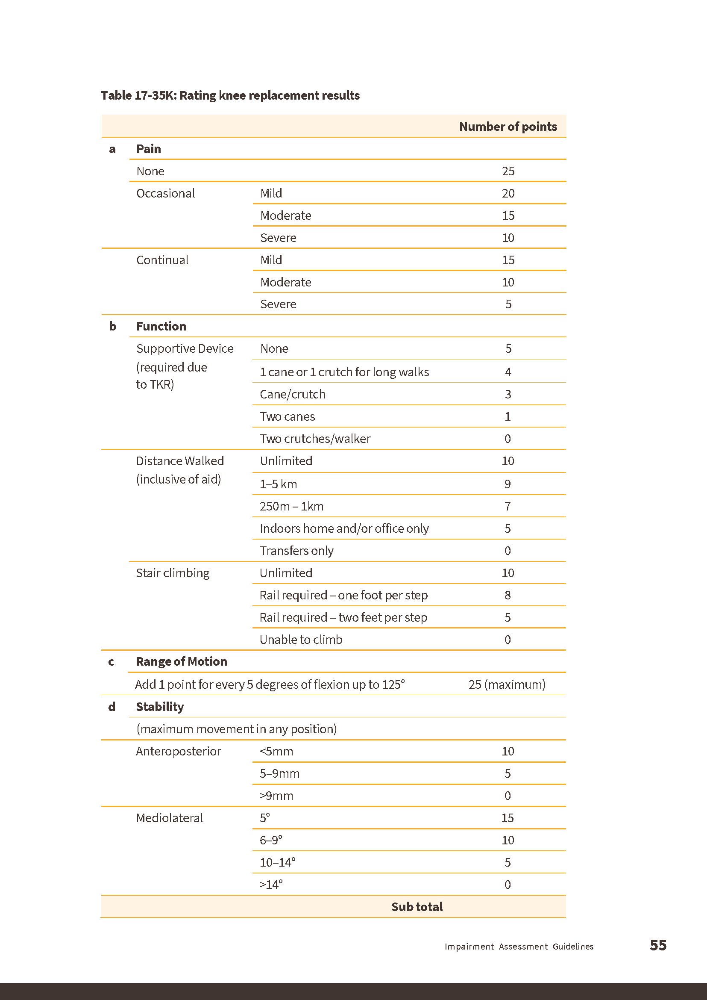 Table 17-35K: Rating knee replacement results
Number of points
a Pain
None 25
Occasional Mild 20
Moderate 15
Severe 10
Continual Mild 15
Moderate 10
Severe 5
b Function
Supportive Device None 5
(required due
to TKR)
1 cane or 1 crutch for long walks 4
Cane/crutch 3
Two canes 1
Two crutches/walker 0
Distance Walked Unlimited 10
(inclusive of aid)
1–5 km 9
250m – 1km 7
Indoors home and/or office only 5
Transfers only 0
Stair climbing Unlimited 10
Rail required – one foot per step 8
Rail required – two feet per step 5
Unable to climb 0
c Range of Motion
Add 1 point for every 5 degrees of flexion up to 125° 25 (maximum)
d Stability
(maximum movement in any position)
Anteroposterior <5mm 10
5–9mm 5
>9mm 0
Mediolateral 5° 15
6–9° 10
10–14° 5
>14° 0
Sub total
Impairment Assessment Guidelines 55